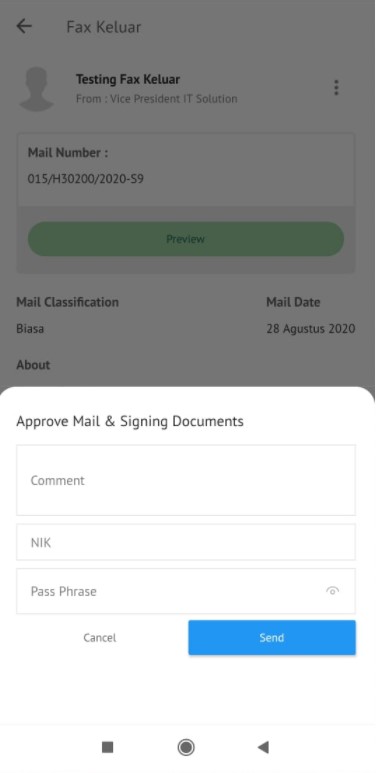 Fax Keluar
Testing Fax Keluar
From : Vice President IT Solution
Mail Number :
015/H30200/2020-S9
Preview
Mail Classification
Mail Date
Biasa
28 Agustus 2020
About
Approve Mail & Signing Documents
Comment
NIK
Pass Phrase
Cancel
Send